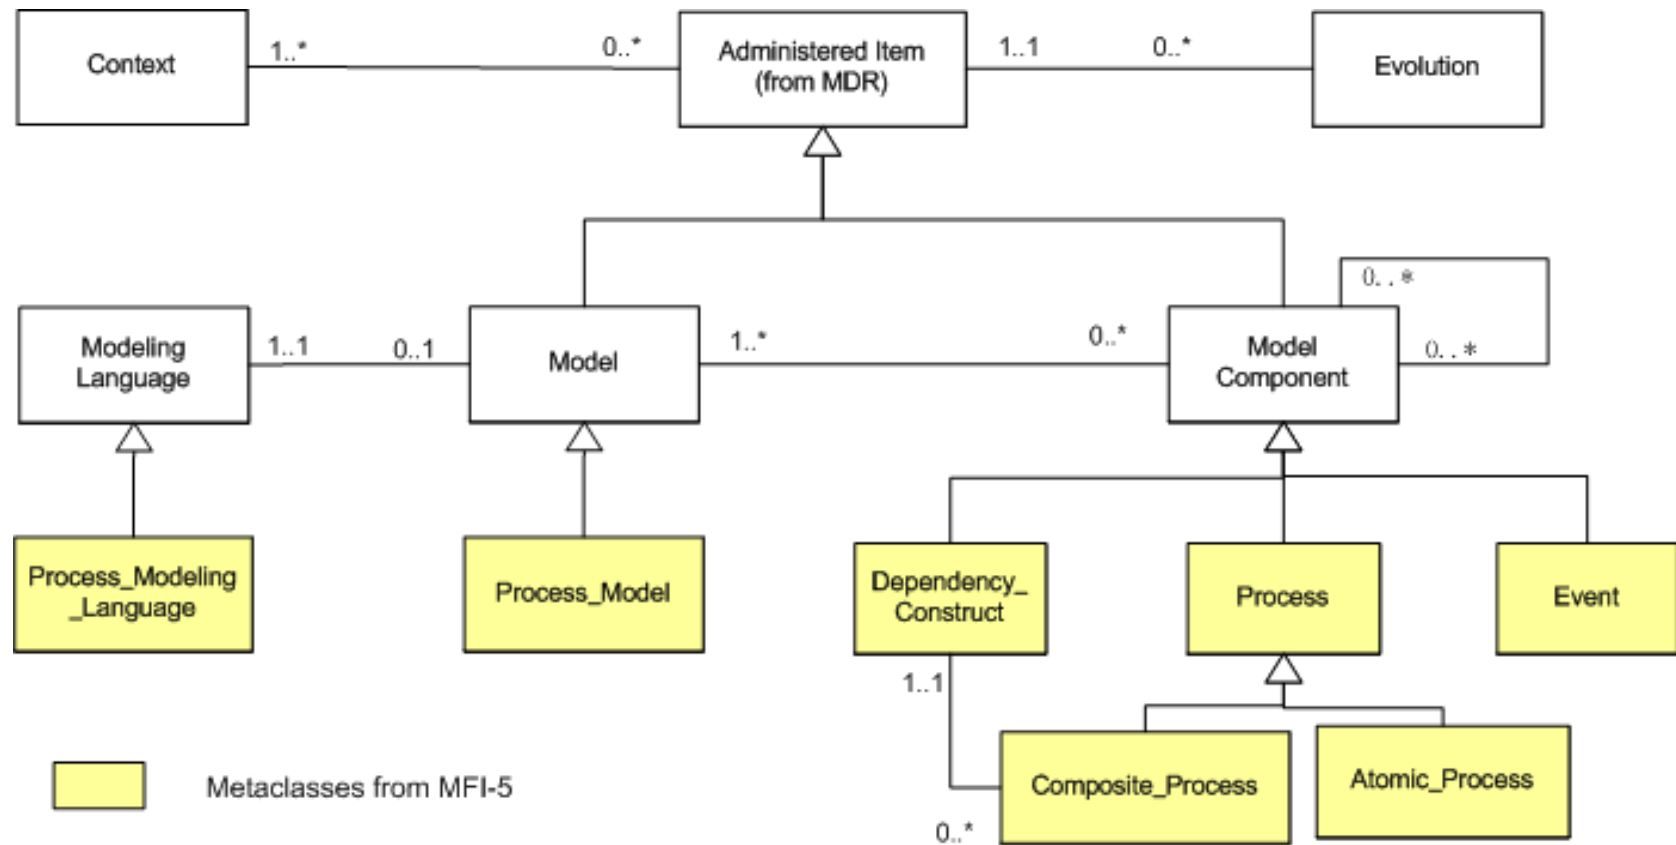 Context
1..*
0..*
Administered Item
(from MDR)
1..1
0..*
Evolution
Modeling
Language
1..1
0..1
Model
1..*
0..*
Model
Component
0..*
0..*
Process_Modeling
_Language
Process_Model
Dependency_
Construct
Process
Event
1..1
0..*
Composite_Process
Atomic_Process
Metaclasses from MFI-5